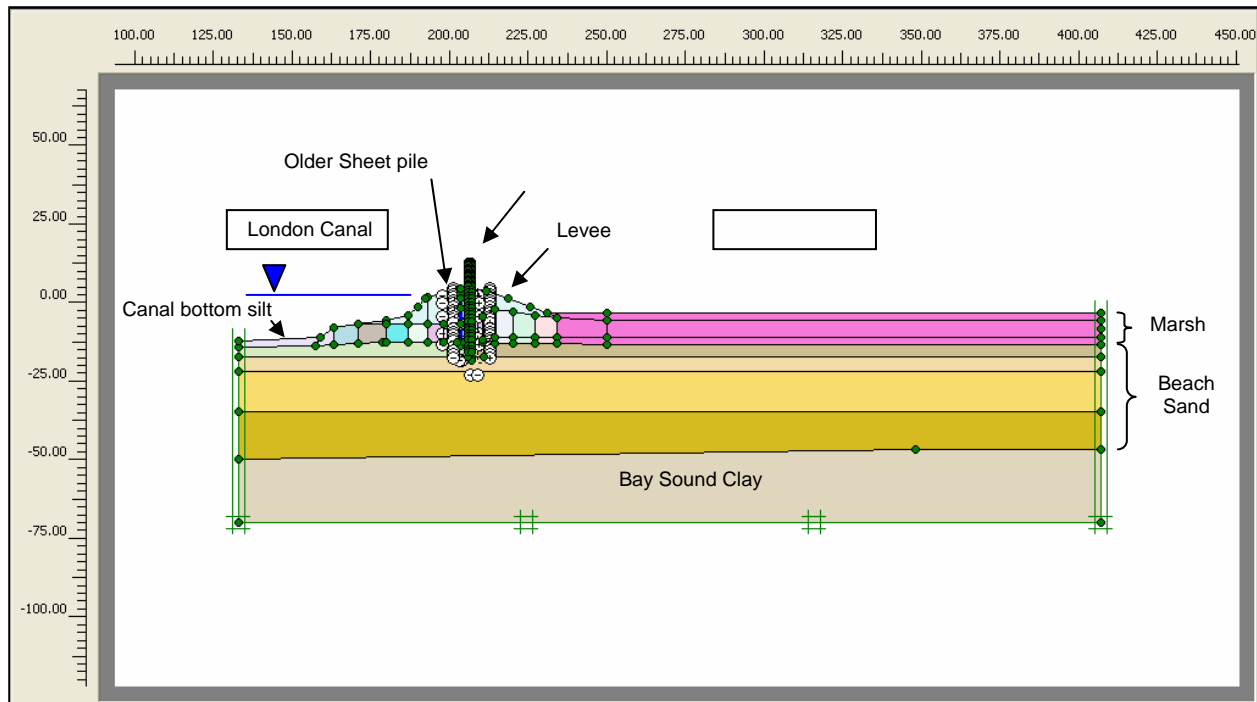 100.00 125.00 150.00 175.00 200.00 225.00 250.00 275.00 300.00 325.00 350.00 375.00 400.00 425.00 450.00
50.00
25.00
0.00
-25.00
-50.00
-75.00
-100.00
Older Sheet pile
London Canal
Levee
Canal bottom silt
Marsh
Beach
Sand
Bay Sound Clay